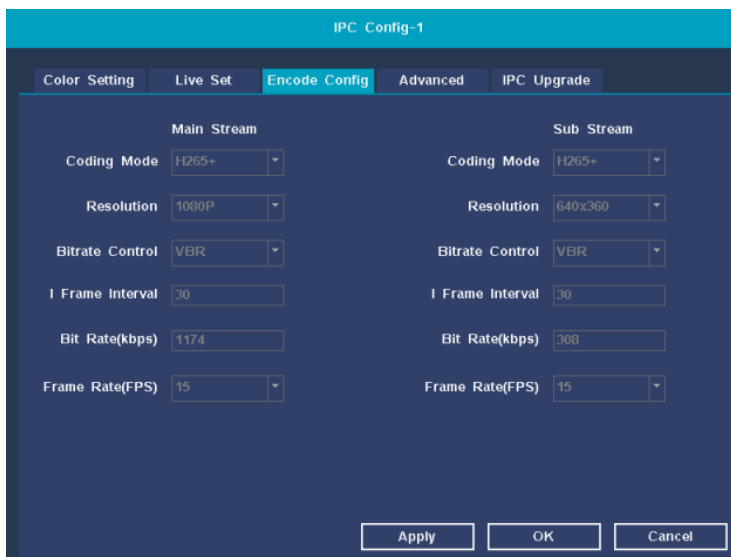 IPC Config-1
Color Setting Live Set Encode Config Advanced IPC Upgrade
Main Stream Sub Stream
Coding Mode H265+ Coding Mode H265+
Resolution 1080P Resolution 640x360
Bitrate Control VBR Bitrate Control VBR
I Frame Interval 30 I Frame Interval 30
Bit Rate(kbps) 1174 Bit Rate(kbps) 308
Frame Rate(FPS) 15 Frame Rate(FPS) 15
Apply OK Cancel